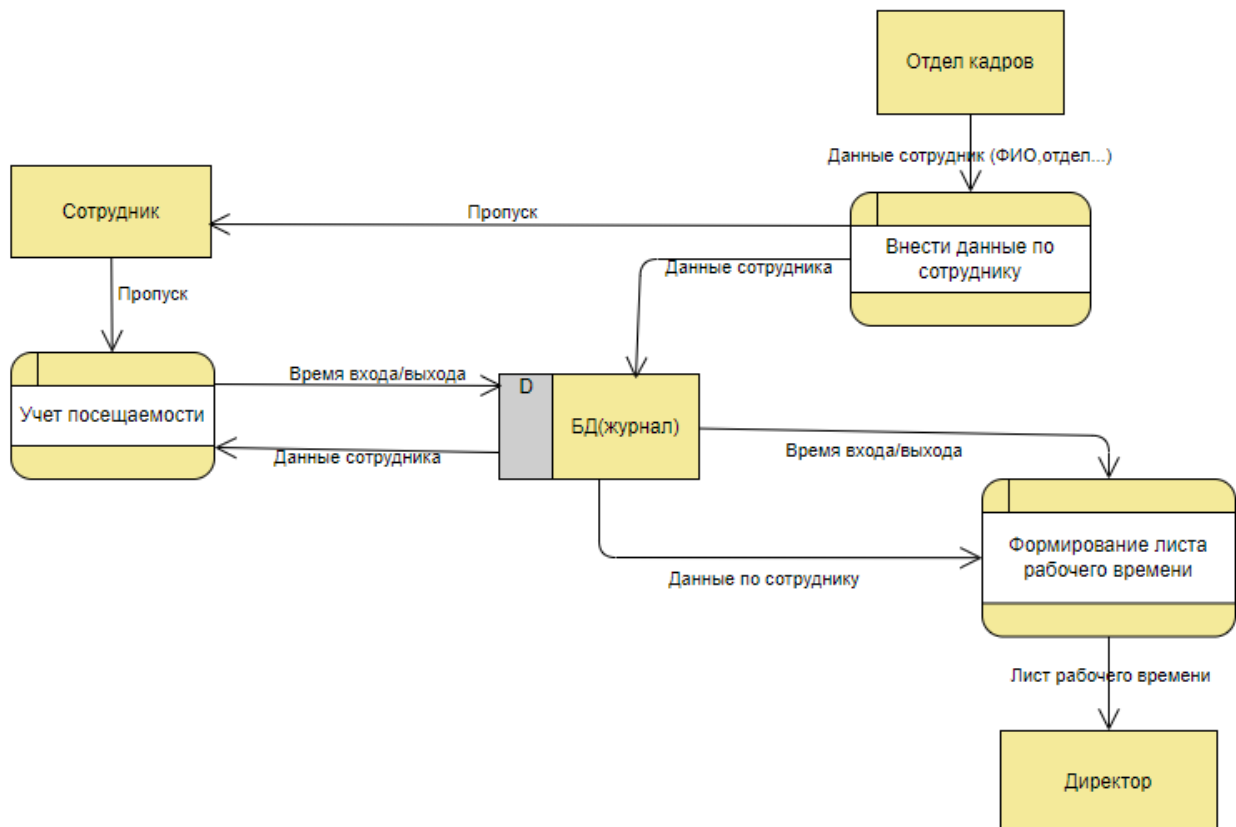 Отдел кадров
Данные сотрудник (ФИО,отдел...)
Сотрудник
Пропуск
Внести данные по
сотруднику
Данные сотрудника
Пропуск
Время входа/выхода
D
БД(журнал)
Учет посещаемости
Данные сотрудника
Время входа/выхода
Формирование листа
рабочего времени
Данные по сотруднику
Лист рабочего времени
Директор